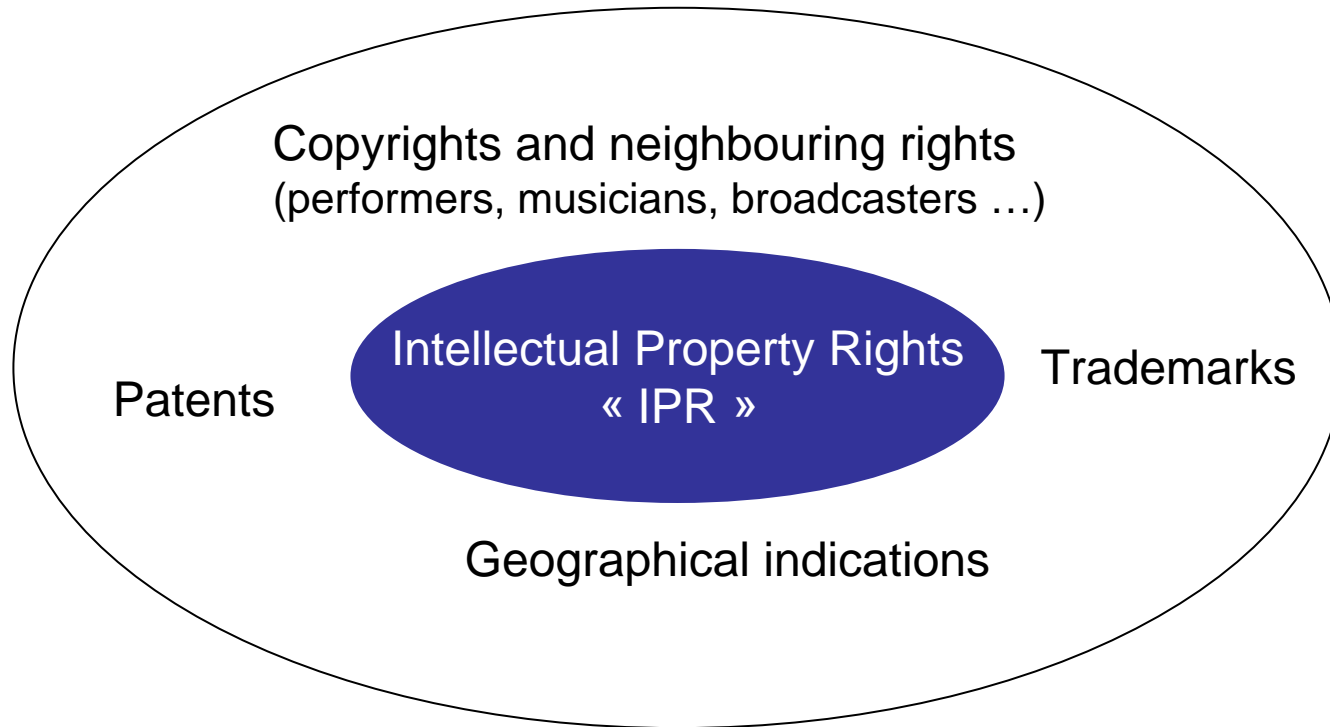 Copyrights and neighbouring rights
(performers, musicians, broadcasters …)
Intellectual Property Rights
« IPR »
Trademarks
Patents
Geographical indications